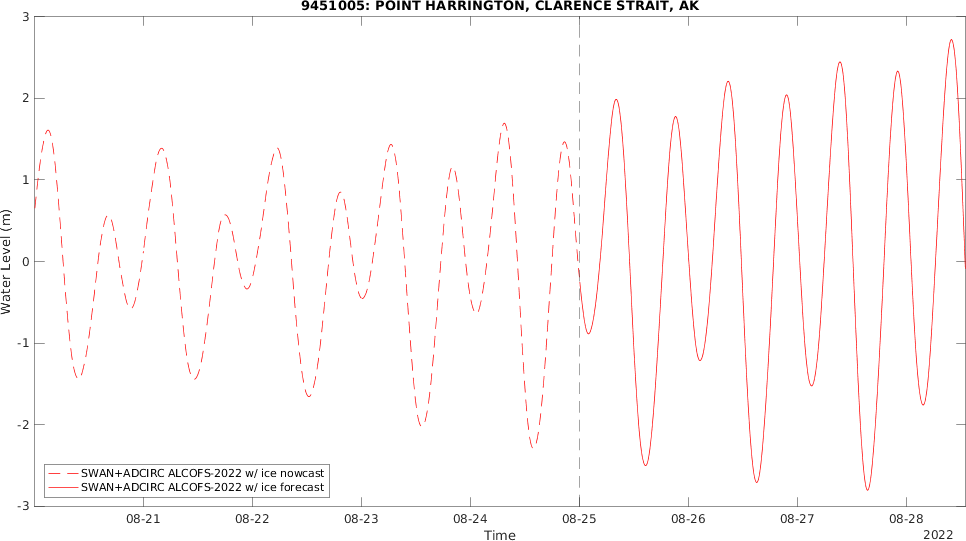 9451005: POINT HARRINGTON, CLARENCE STRAIT, AK
3
2
1
0
-1
-2
-3
Water Level (m)
SWAN+ADCIRC ALCOFS-2022 w/ ice nowcast
SWAN+ADCIRC ALCOFS-2022 w/ ice forecast
08-21 08-22 08-23 08-24 08-25 08-26 08-27 08-28
Time
2022